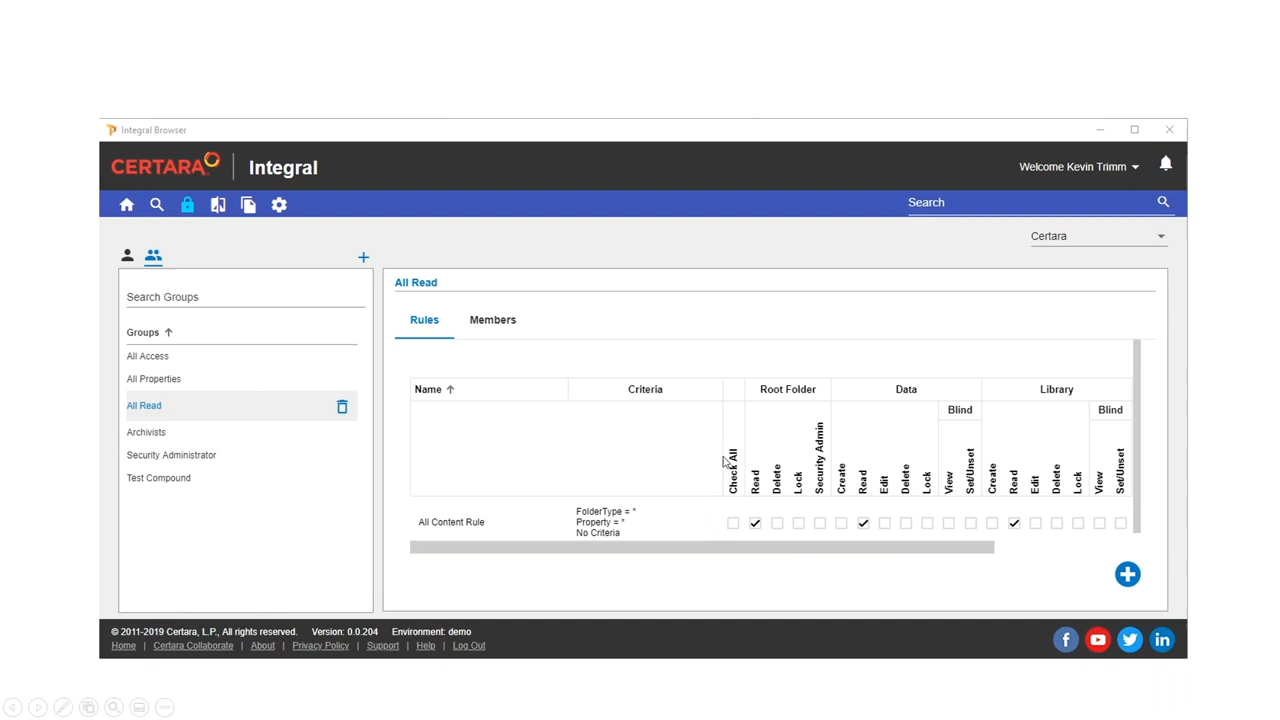 Integral Browser
CERTARA
Integral
Welcome Kevin Trimm
Search
Certara
Search Groups
Groups
All Access
All Properties
All Read
Archivists
Security Administrator
Test Compound
All Read
Rules Members
Name Criteria Root Folder Data Library
Blind Blind
Check All Read Delete Lock Security Admin Create Read Edit Delete Lock View Set/Unset Create Read Edit Delete Lock View Set/Unset
All Content Rule
FolderType = *
Property = *
No Criteria
© 2011-2019 Certara, L.P., All rights reserved. Version: 0.0.204 Environment: demo
Home | Certara Collaborate | About | Privacy Policy | Support | Help | Log Out